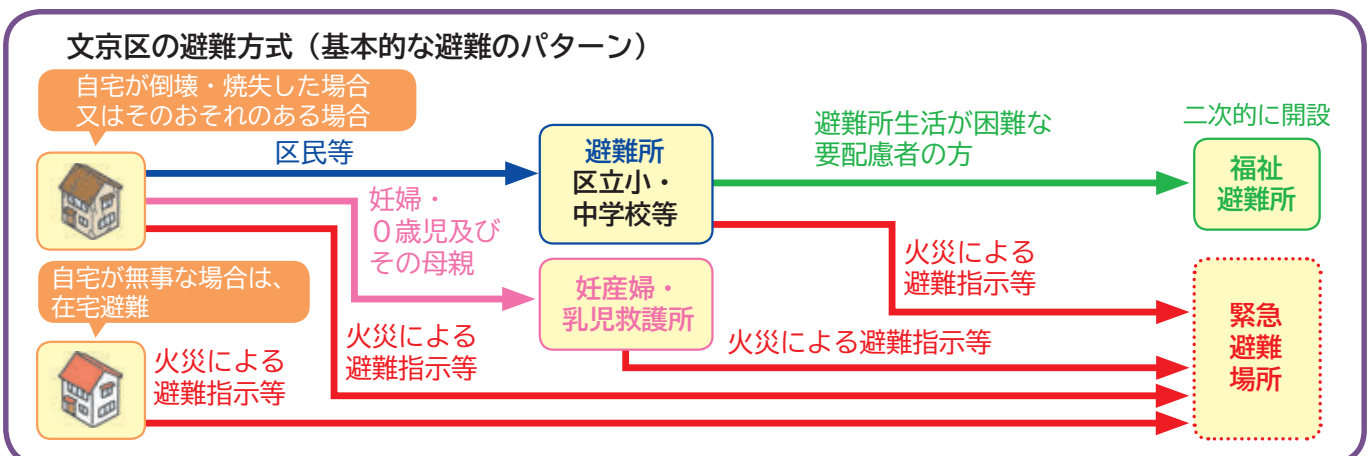 文京区の避難方式（基本的な避難のパターン）
自宅が倒壊・焼失した場合
又はそのおそれのある場合
区民等
避難所
区立小・
中学校等
避難所生活が困難な
要配慮者の方
二次的に開設
福祉
避難所
妊婦・
０歳児及び
その母親
自宅が無事な場合は、
在宅避難
妊産婦・
乳児救護所
火災による
避難指示等
火災による避難指示等
火災による
避難指示等
火災による
避難指示等
緊急
避難
場所